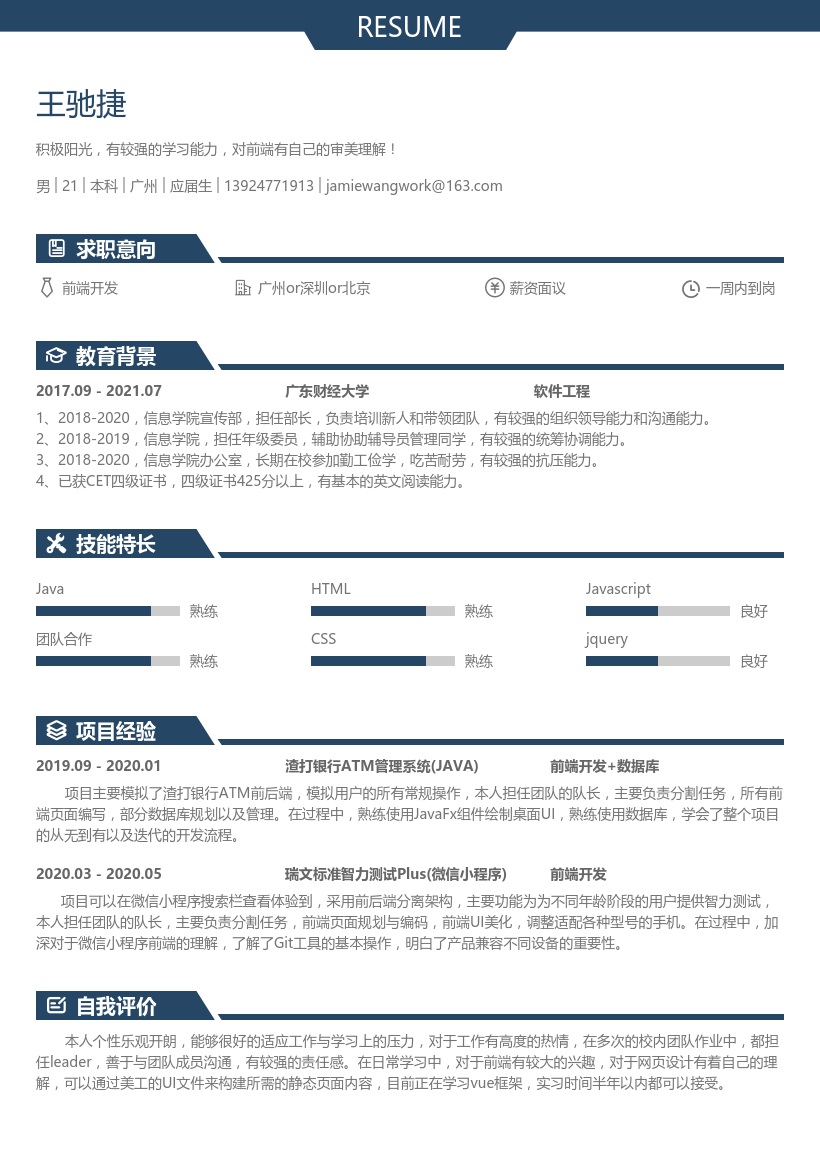 RESUME
王驰捷
积极阳光，有较强的学习能力，对前端有自己的审美理解！
男 | 21 | 本科 | 广州 | 应届生 | 13924771913 | jamiewangwork@163.com
求职意向
前端开发 广州or深圳or北京 薪资面议 一周内到岗
教育背景
2017.09 - 2021.07 广东财经大学 软件工程
1、2018-2020，信息学院宣传部，担任部长，负责培训新人和带领团队，有较强的组织领导能力和沟通能力。
2、2018-2019，信息学院，担任年级委员，辅助协助辅导员管理同学，有较强的统筹协调能力。
3、2018-2020，信息学院办公室，长期在校参加勤工俭学，吃苦耐劳，有较强的抗压能力。
4、已获CET四级证书，四级证书425分以上，有基本的英文阅读能力。
技能特长
Java HTML Javascript
熟练 熟练 良好
团队合作 CSS jquery
熟练 熟练 良好
项目经验
2019.09 - 2020.01 渣打银行ATM管理系统(JAVA) 前端开发+数据库
项目主要模拟了渣打银行ATM前后端，模拟用户的所有常规操作，本人担任团队的队长，主要负责分割任务，所有前
端页面编写，部分数据库规划以及管理。在过程中，熟练使用JavaFx组件绘制桌面UI，熟练使用数据库，学会了整个项目
的从无到有以及迭代的开发流程。
2020.03 - 2020.05 瑞文标准智力测试Plus(微信小程序) 前端开发
项目可以在微信小程序搜索栏查看体验到，采用前后端分离架构，主要功能为为不同年龄阶段的用户提供智力测试，
本人担任团队的队长，主要负责分割任务，前端页面规划与编码，前端UI美化，调整适配各种型号的手机。在过程中，加
深对于微信小程序前端的理解，了解了Git工具的基本操作，明白了产品兼容不同设备的重要性。
自我评价
本人个性乐观开朗，能够很好的适应工作与学习上的压力，对于工作有高度的热情，在多次的校内团队作业中，都担
任leader，善于与团队成员沟通，有较强的责任感。在日常学习中，对于前端有较大的兴趣，对于网页设计有着自己的理
解，可以通过美工的UI文件来构建所需的静态页面内容，目前正在学习vue框架，实习时间半年以内都可以接受。